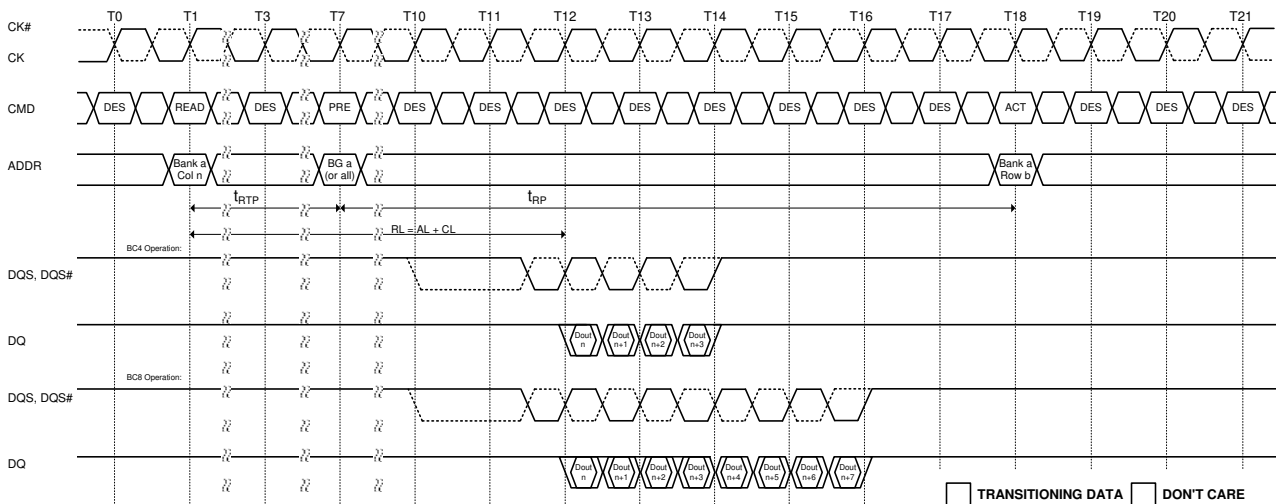 T0 T1 T3 T7 T10 T11 T12 T13 T14 T15 T16 T17 T18 T19 T20 T21
CK#
CK
CMD DES READ DES PRE DES DES DES DES DES DES DES DES ACT DES DES DES
ADDR
Bank a
Col n
BG a
(or all)
Bank a
Row b
tRTP tRP
RL = AL + CL
BC4 Operation:
DQS, DQS#
DQ
Dout
n
Dout
n+1
Dout
n+2
Dout
n+3
BC8 Operation:
DQS, DQS#
DQ
Dout
n
Dout
n+1
Dout
n+2
Dout
n+3
Dout
n+4
Dout
n+5
Dout
n+6
Dout
n+7
TRANSITIONING DATA DON'T CARE